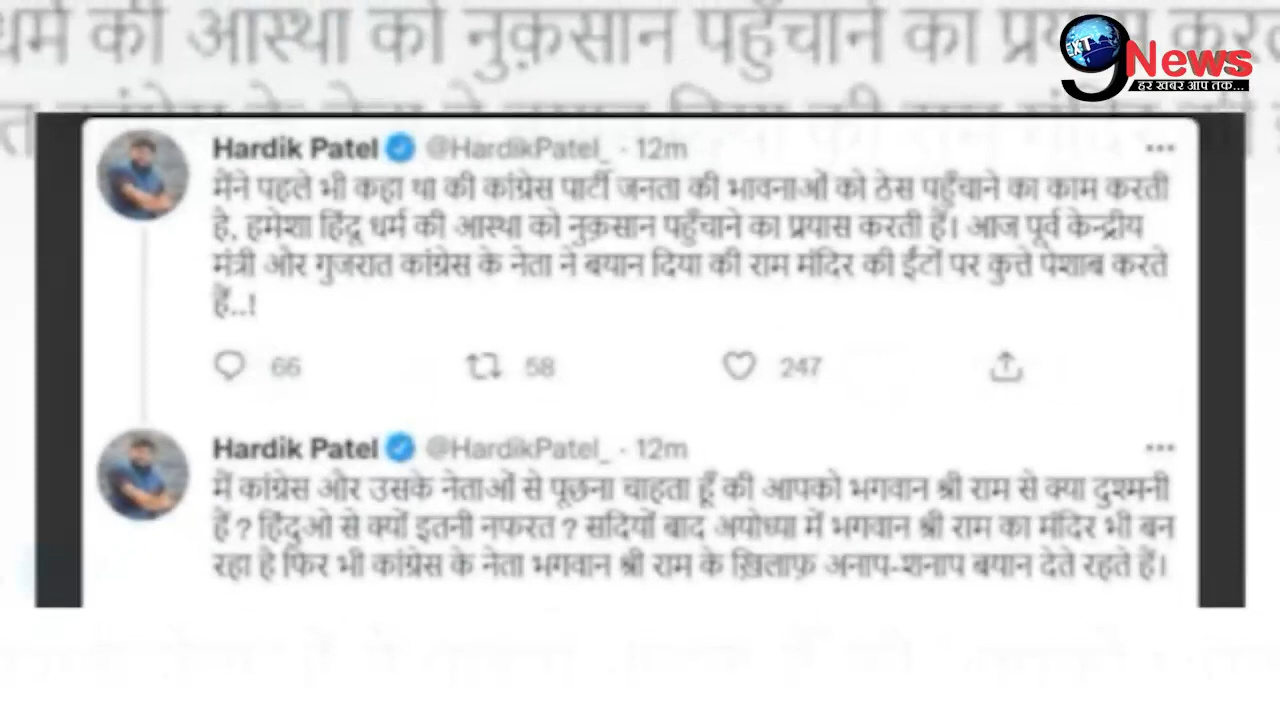 धर्म की आस्था को नुक़सान पहुँचाने का प्रयास करत
EXT
9 News
हर खबर आप तक...
Hardik Patel @HardikPatel_ · 12m
मेंने पहले भी कहा था की कांग्रेस पार्टी जनता की भावनाओं को ठेस पहुँचाने का काम करती
हे, हमेशा हिंदू धर्म की आस्था को नुक़सान पहुँचाने का प्रयास करती हैं। आज पूर्व केन्द्रीय
मंत्री ओर गुजरात कांग्रेस के नेता ने बयान दिया की राम मंदिर की ईंटों पर कुत्ते पेशाब करते
हैं..!
66 58 247
Hardik Patel @HardikPatel_ · 12m
में कांग्रेस ओर उसके नेताओं से पूछना चाहता हूँ की आपको भगवान श्री राम से क्या दुश्मनी
हैं ? हिंदुओ से क्यों इतनी नफरत ? सदियों बाद अयोध्या में भगवान श्री राम का मंदिर भी बन
रहा हे फिर भी कांग्रेस के नेता भगवान श्री राम के ख़िलाफ़ अनाप-शनाप बयान देते रहते हैं।